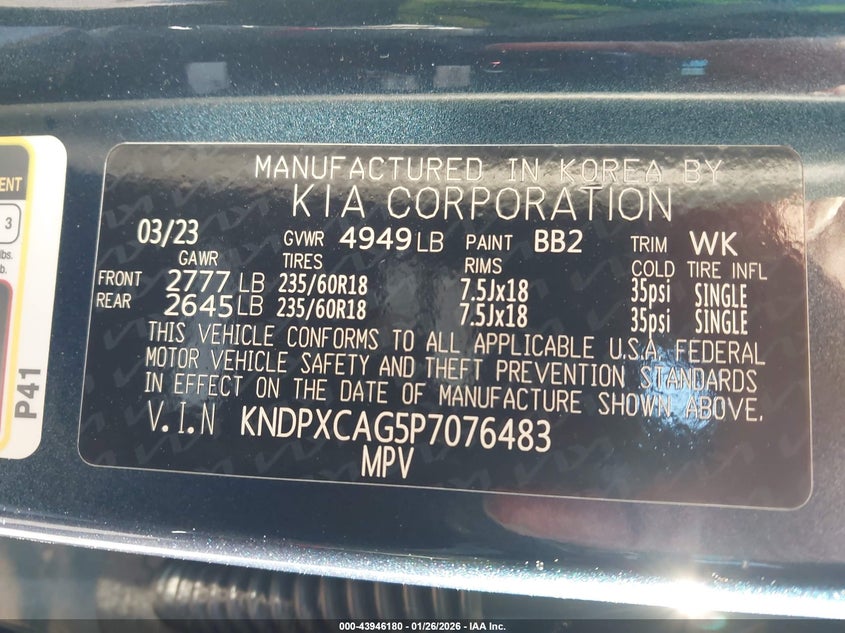 MANUFACTURED IN KOREA BY
KIA CORPORATION
03/23 GVWR 4949 LB PAINT BB2 TRIM WK
GAWR TIRES RIMS COLD TIRE INFL
FRONT 2777 LB 235/60R18 7.5Jx18 35psi SINGLE
REAR 2645 LB 235/60R18 7.5Jx18 35psi SINGLE
THIS VEHICLE CONFORMS TO ALL APPLICABLE U.S.A. FEDERAL
MOTOR VEHICLE SAFETY AND THEFT PREVENTION STANDARDS
IN EFFECT ON THE DATE OF MANUFACTURE SHOWN ABOVE.
V.I.N KNDPXCAG5P7076483
MPV
ENT
3
lbs.
b.
P41
000-43946180 - 01/26/2026 - IAA Inc.